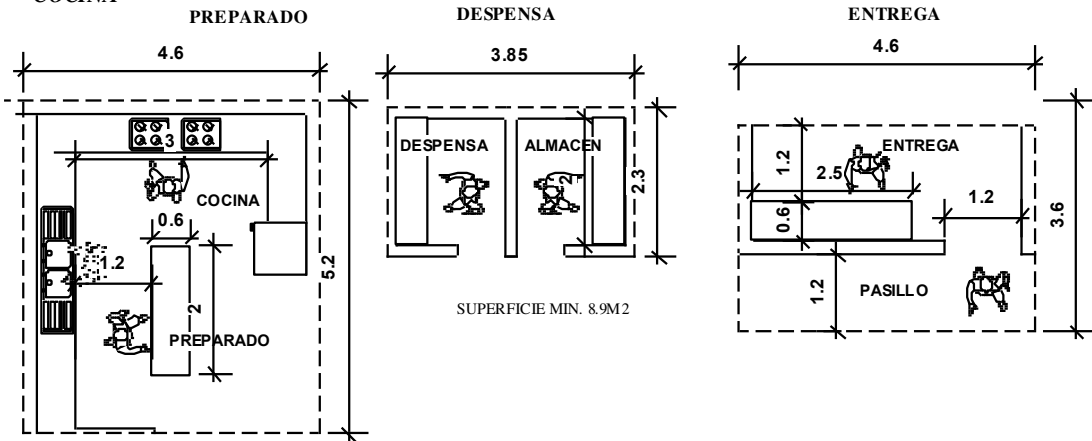 COCINA
PREPARADO
4.6
3
COCINA
0.6
1.2
2
PREPARADO
5.2
DESPENSA
3.85
DESPENSA
ALMACEN
2
2.3
SUPERFICIE MIN. 8.9M2
ENTREGA
4.6
ENTREGA
1.2
2.5
0.6
1.2
1.2
PASILLO
3.6